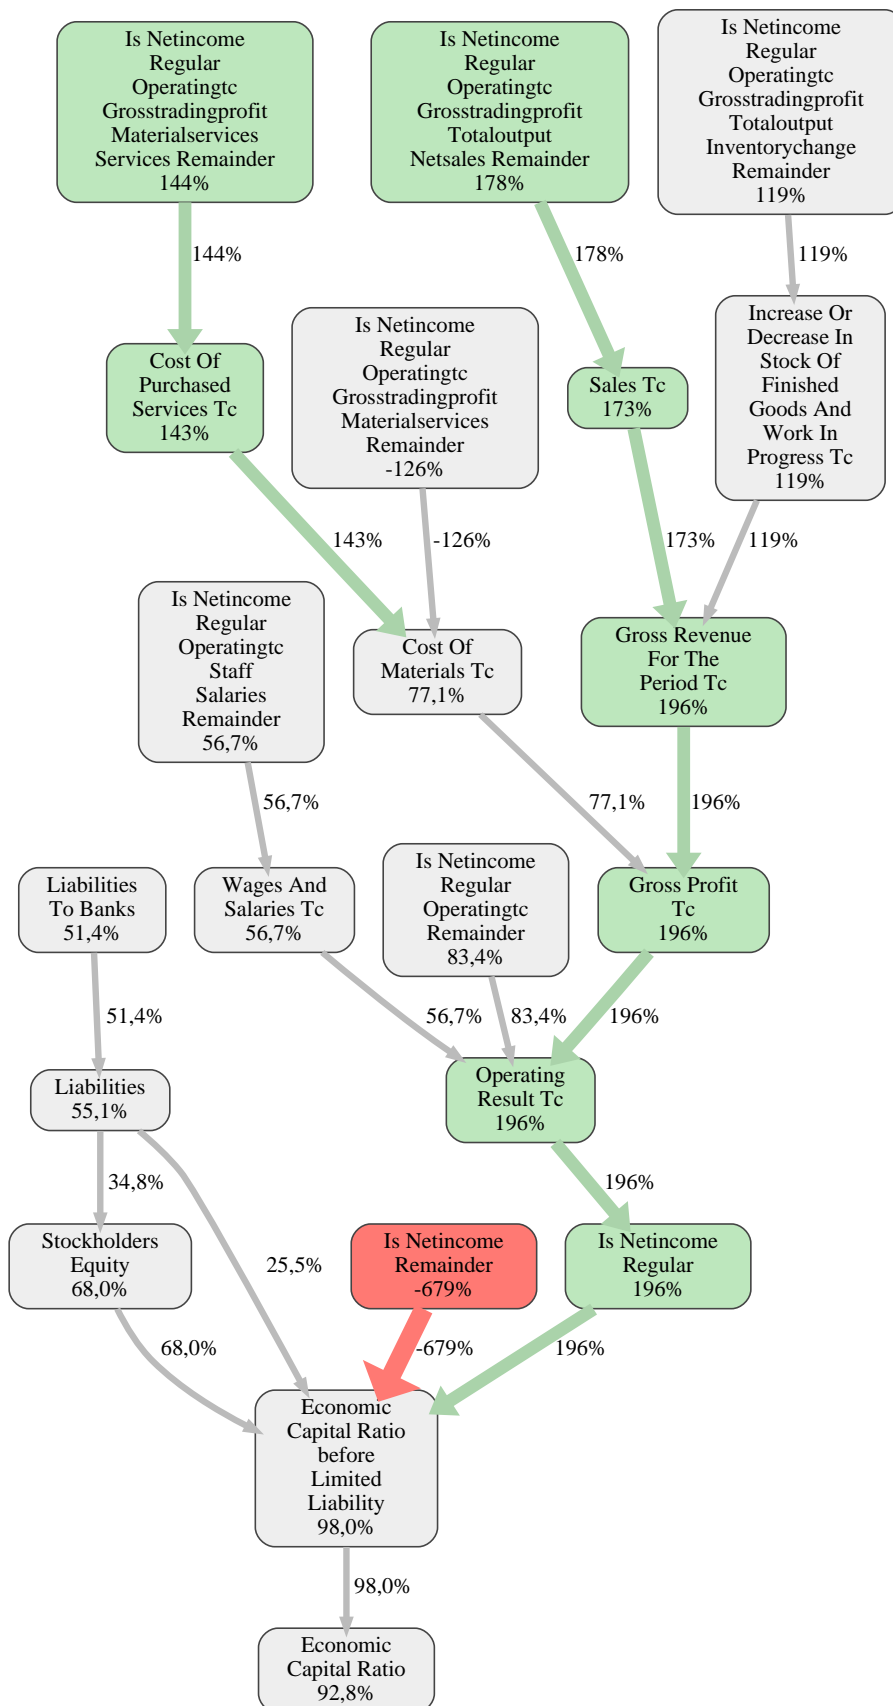 Is Netincome
Regular
Operatingtc
Grosstradingprofit
Materialservices
Services Remainder
144%
Is Netincome
Regular
Operatingtc
Grosstradingprofit
Totaloutput
Netsales Remainder
178%
Is Netincome
Regular
Operatingtc
Grosstradingprofit
Totaloutput
Inventorychange
Remainder
119%
144%
178%
119%
Cost Of
Purchased
Services Tc
143%
Is Netincome
Regular
Operatingtc
Grosstradingprofit
Materialservices
Remainder
-126%
Sales Tc
173%
Increase Or
Decrease In
Stock Of
Finished
Goods And
Work In
Progress Tc
119%
143%
-126%
173%
119%
Is Netincome
Regular
Operatingtc
Staff
Salaries
Remainder
56,7%
Cost Of
Materials Tc
77,1%
Gross Revenue
For The
Period Tc
196%
56,7%
77,1%
196%
Liabilities
To Banks
51,4%
Wages And
Salaries Tc
56,7%
Is Netincome
Regular
Operatingtc
Remainder
83,4%
Gross Profit
Tc
196%
51,4%
56,7%
83,4%
196%
Liabilities
55,1%
Operating
Result Tc
196%
34,8%
25,5%
196%
Stockholders
Equity
68,0%
Is Netincome
Remainder
-679%
Is Netincome
Regular
196%
68,0%
-679%
196%
Economic
Capital Ratio
before
Limited
Liability
98,0%
98,0%
Economic
Capital Ratio
92,8%